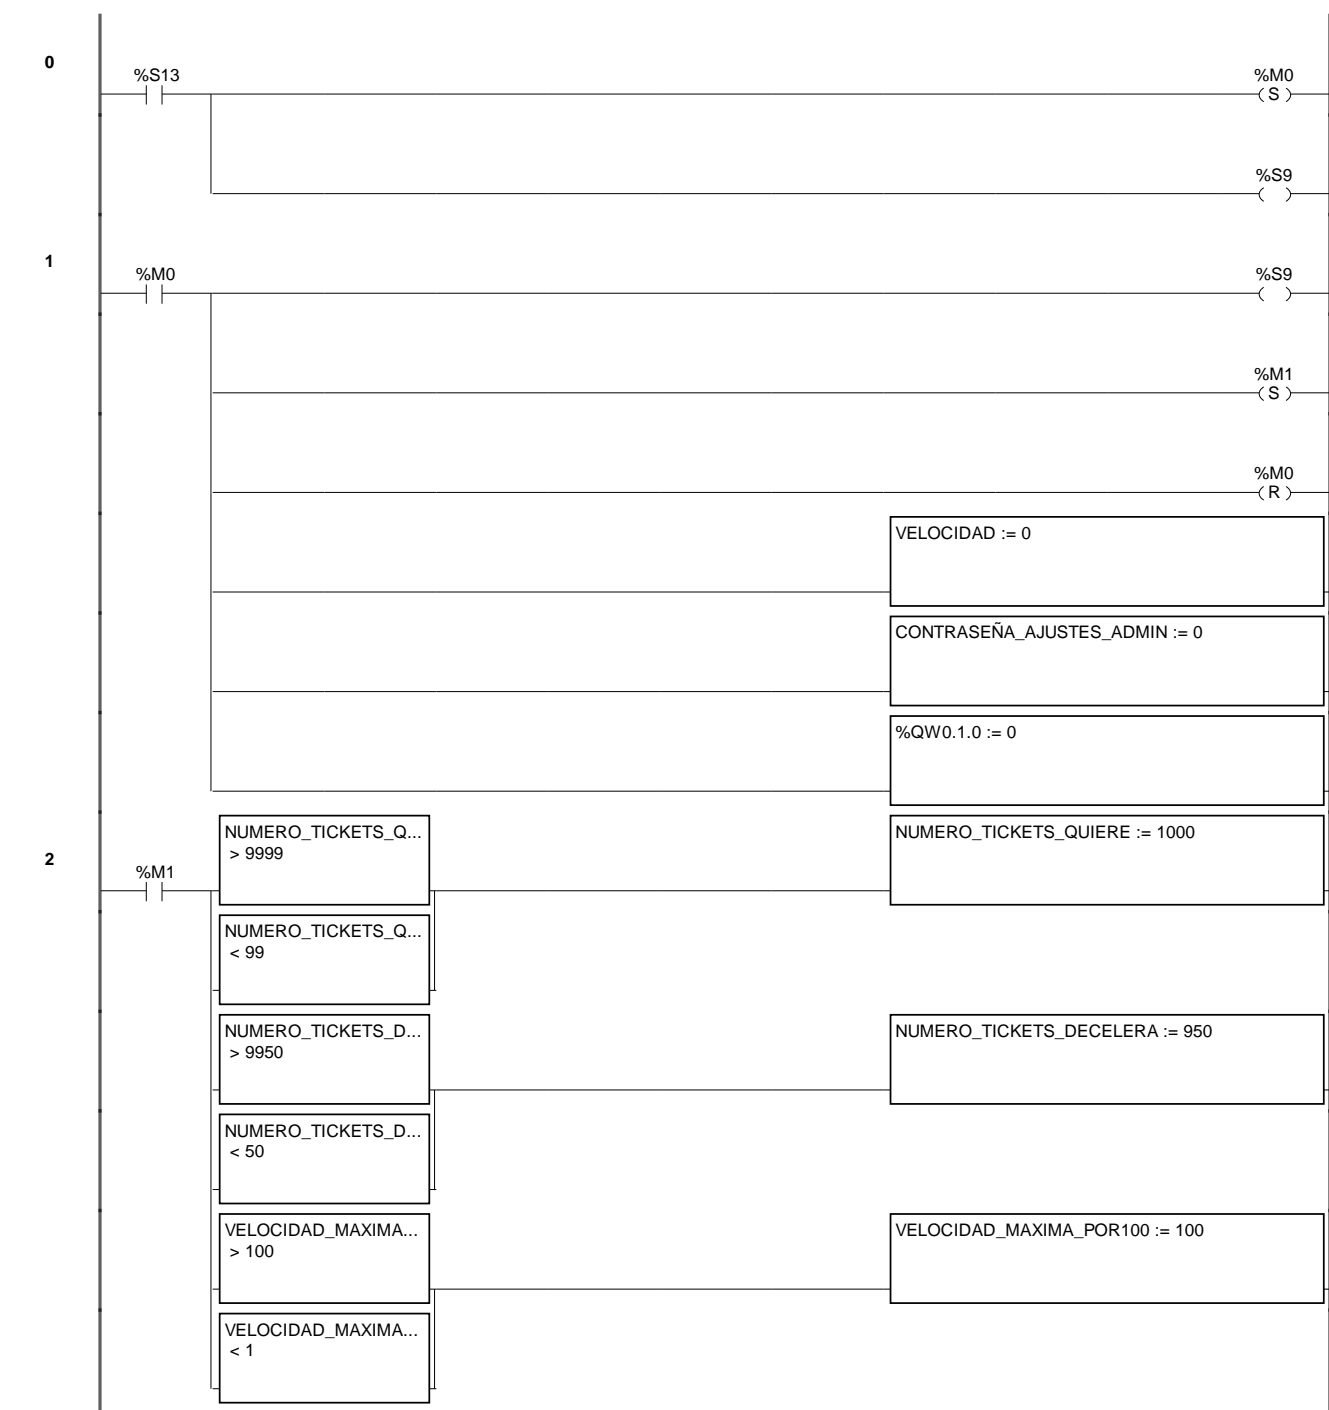 0
%S13
%M0
( S )
%S9
( )
1
%M0
%S9
( )
%M1
( S )
%M0
( R )
VELOCIDAD := 0
CONTRASEÑA_AJUSTES_ADMIN := 0
%QW0.1.0 := 0
2
%M1
NUMERO_TICKETS_Q...
> 9999
NUMERO_TICKETS_QUIERE := 1000
NUMERO_TICKETS_Q...
< 99
NUMERO_TICKETS_D...
> 9950
NUMERO_TICKETS_DECELERA := 950
NUMERO_TICKETS_D...
< 50
VELOCIDAD_MAXIMA...
> 100
VELOCIDAD_MAXIMA_POR100 := 100
VELOCIDAD_MAXIMA...
< 1